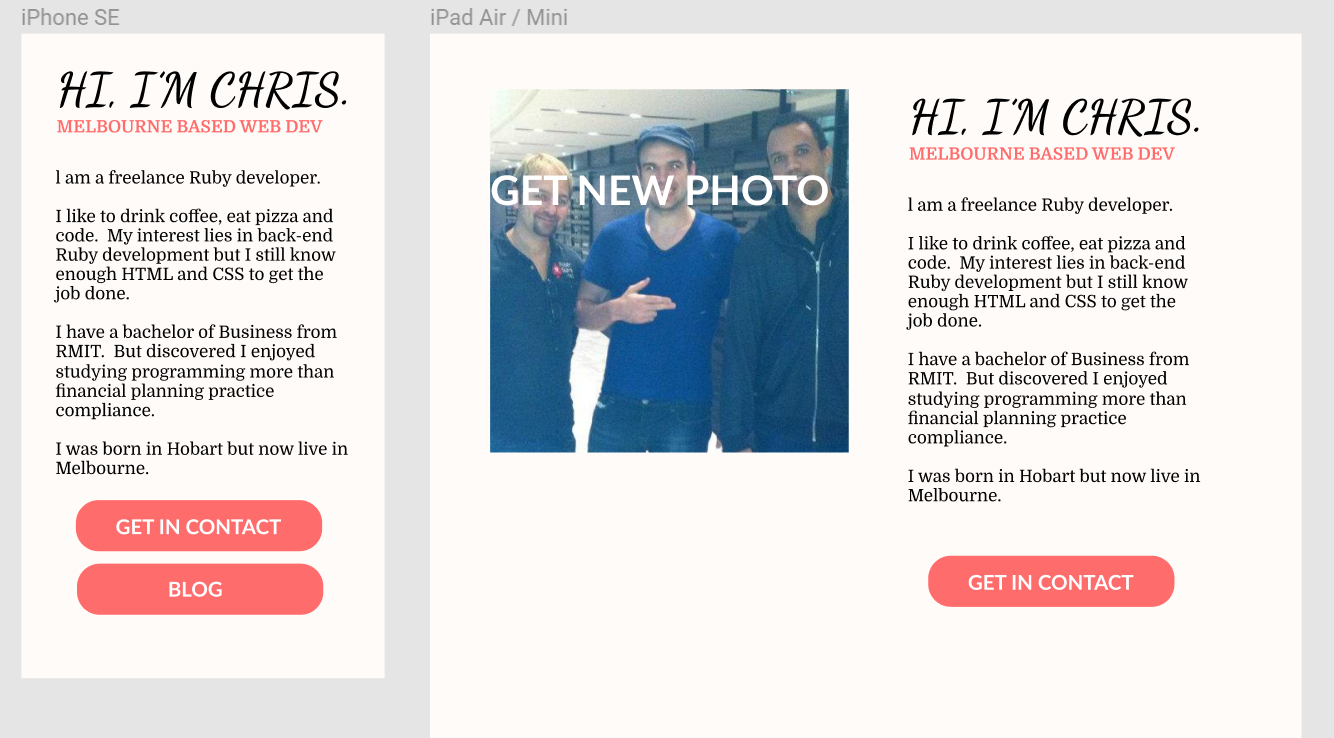 iPhone SE
HI, I'M CHRIS.
MELBOURNE BASED WEB DEV
l am a freelance Ruby developer.
I like to drink coffee, eat pizza and
code.  My interest lies in back-end
Ruby development but I still know
enough HTML and CSS to get the
job done.
I have a bachelor of Business from
RMIT.  But discovered I enjoyed
studying programming more than
financial planning practice
compliance.
I was born in Hobart but now live in
Melbourne.
GET IN CONTACT
BLOG
iPad Air / Mini
GET NEW PHOTO
HI, I'M CHRIS.
MELBOURNE BASED WEB DEV
l am a freelance Ruby developer.
I like to drink coffee, eat pizza and
code.  My interest lies in back-end
Ruby development but I still know
enough HTML and CSS to get the
job done.
I have a bachelor of Business from
RMIT.  But discovered I enjoyed
studying programming more than
financial planning practice
compliance.
I was born in Hobart but now live in
Melbourne.
GET IN CONTACT